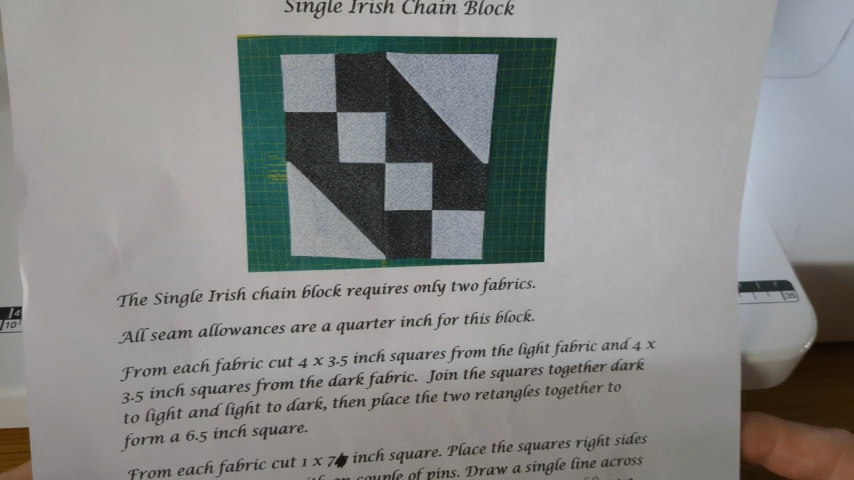 Single Irish Chain Block
The Single Irish chain block requires only two fabrics.
All seam allowances are a quarter inch for this block.
From each fabric cut 4 x 3.5 inch squares from the light fabric and 4 x
3.5 inch squares from the dark fabric. Join the squares together dark
to light and light to dark, then place the two retangles together to
form a 6.5 inch square.
From each fabric cut 1 x 7 inch square. Place the squares right sides
couple of pins. Draw a single line across